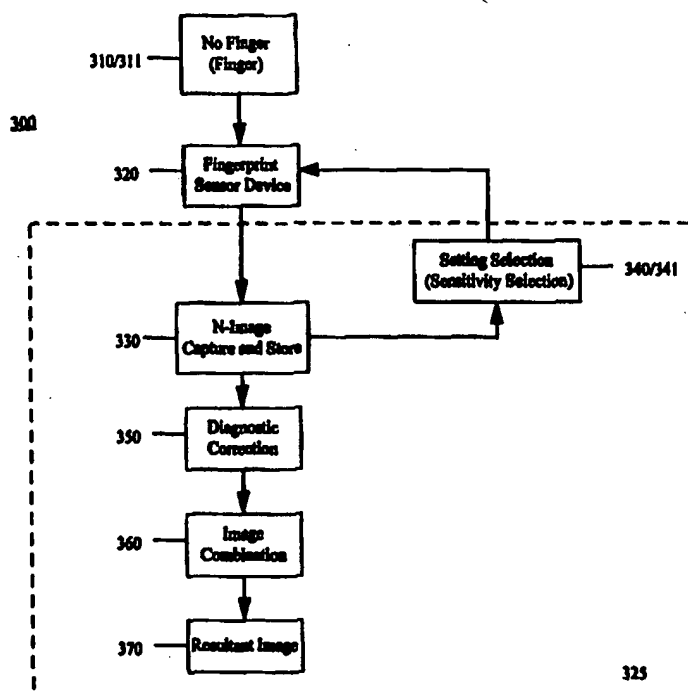 No Finger
(Finger)
310/311
300
Fingerprint
Sensor Device
320
Setting Selection
(Sensitivity Selection)
340/341
N-Image
Capture and Store
330
Diagnostic
Correction
350
Image
Combination
360
Resultant Image
370
325